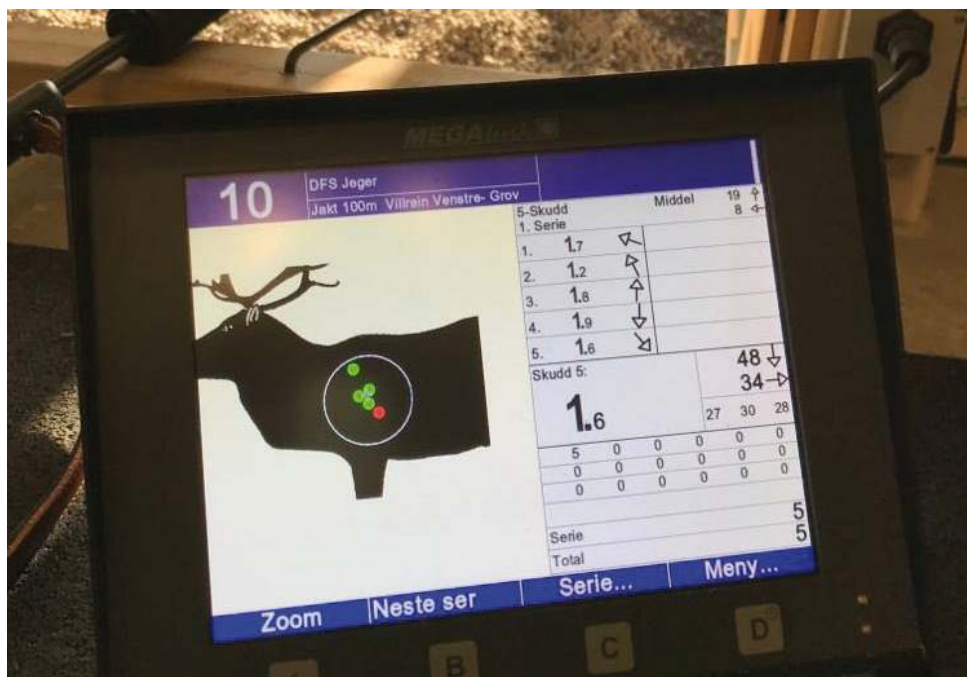 MEGAlink
10
DFS Jeger
Jakt 100m Villrein Venstre- Grov
5-Skudd Middel 19
1. Serie 8
1. 1.7
2. 1.2
3. 1.8
4. 1.9
5. 1.6
Skudd 5:
48
34
1.6
27 30 28
5 0 0 0 0 0
0 0 0 0 0 0
0 0 0 0 0 0
Serie 5
Total 5
Zoom Neste ser Serie... Meny...
B C D